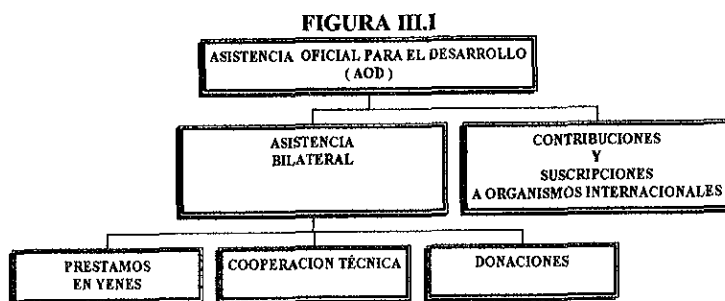 FIGURA III.I
ASISTENCIA OFICIAL PARA EL DESARROLLO
( AOD )
ASISTENCIA
BILATERAL
CONTRIBUCIONES
Y
SUSCRIPCIONES
A ORGANISMOS INTERNACIONALES
PRESTAMOS
EN YENES
COOPERACION TÉCNICA
DONACIONES